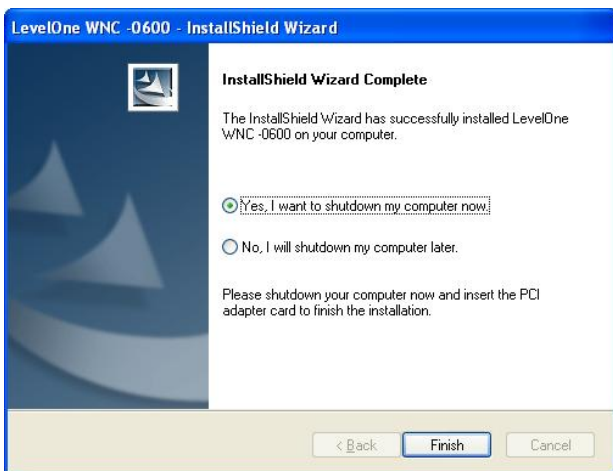 LevelOne WNC -0600 - InstallShield Wizard
InstallShield Wizard Complete
The InstallShield Wizard has successfully installed LevelOne
WNC -0600 on your computer.
Yes, I want to shutdown my computer now.
No, I will shutdown my computer later.
Please shutdown your computer now and insert the PCI
adapter card to finish the installation.
< Back
Finish
Cancel